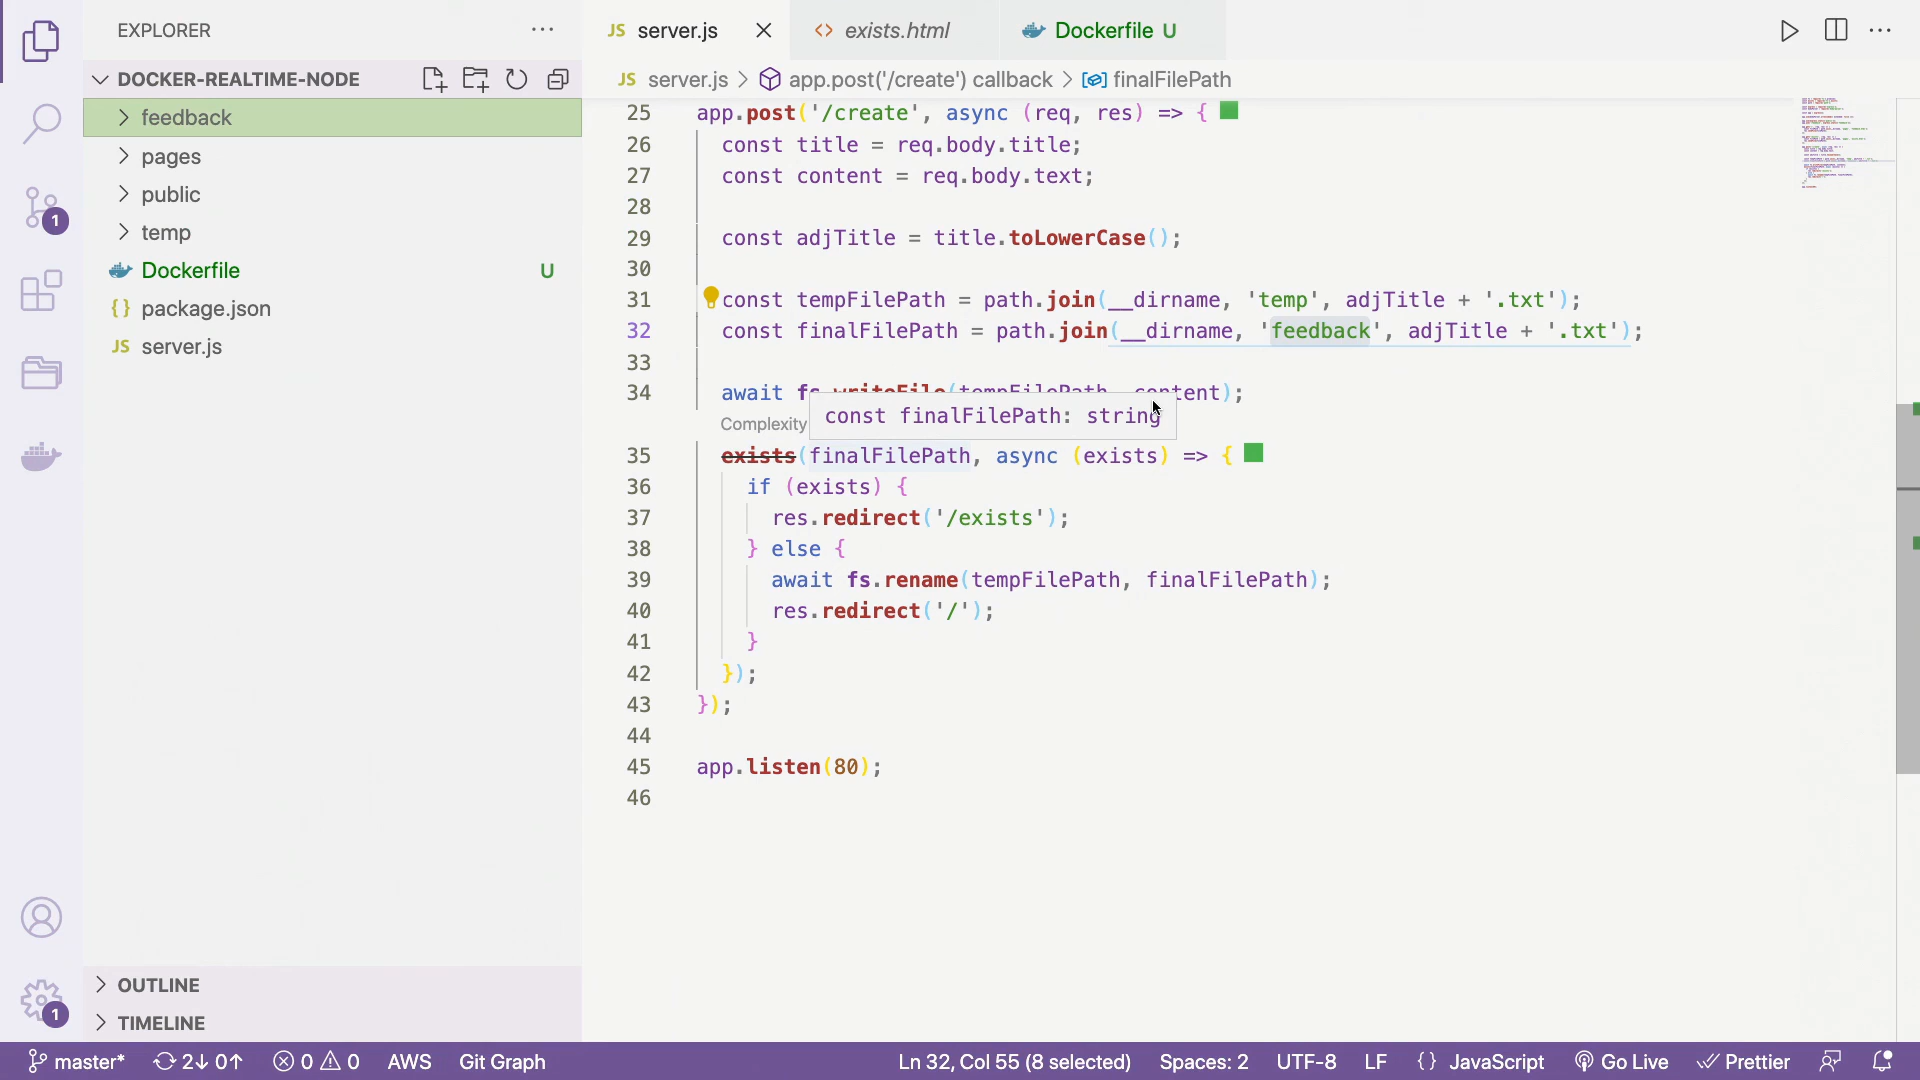 EXPLORER
DOCKER-REALTIME-NODE
feedback
pages
public
temp
Dockerfile U
package.json
JS server.js
OUTLINE
TIMELINE
JS server.js
exists.html
Dockerfile U
JS server.js > app.post('/create') callback > finalFilePath
25 app.post('/create', async (req, res) => {
26 const title = req.body.title;
27 const content = req.body.text;
28
29 const adjTitle = title.toLowerCase();
30
31 const tempFilePath = path.join(__dirname, 'temp', adjTitle + '.txt');
32 const finalFilePath = path.join(__dirname, 'feedback', adjTitle + '.txt');
33
34 await fs.writeFile(tempFilePath, content);
Complexity
const finalFilePath: string
35 exists(finalFilePath, async (exists) => {
36 if (exists) {
37 res.redirect('/exists');
38 } else {
39 await fs.rename(tempFilePath, finalFilePath);
40 res.redirect('/');
41 }
42 });
43 });
44
45 app.listen(80);
46
1
1
master* 2↓ 0↑ 0 0 AWS Git Graph Ln 32, Col 55 (8 selected) Spaces: 2 UTF-8 LF {} JavaScript Go Live Prettier